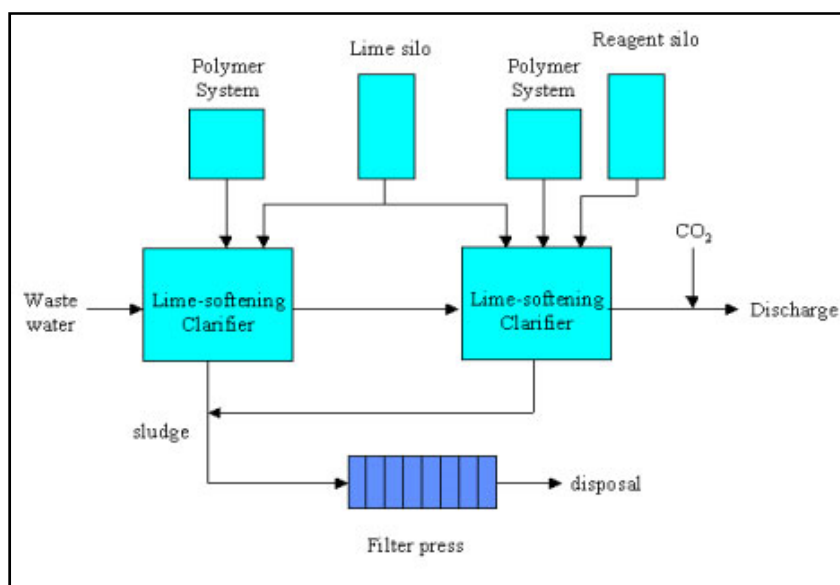 Polymer
System
Lime silo
Polymer
System
Reagent silo
CO₂
Waste
water
Lime-softening
Clarifier
Lime-softening
Clarifier
Discharge
sludge
disposal
Filter press